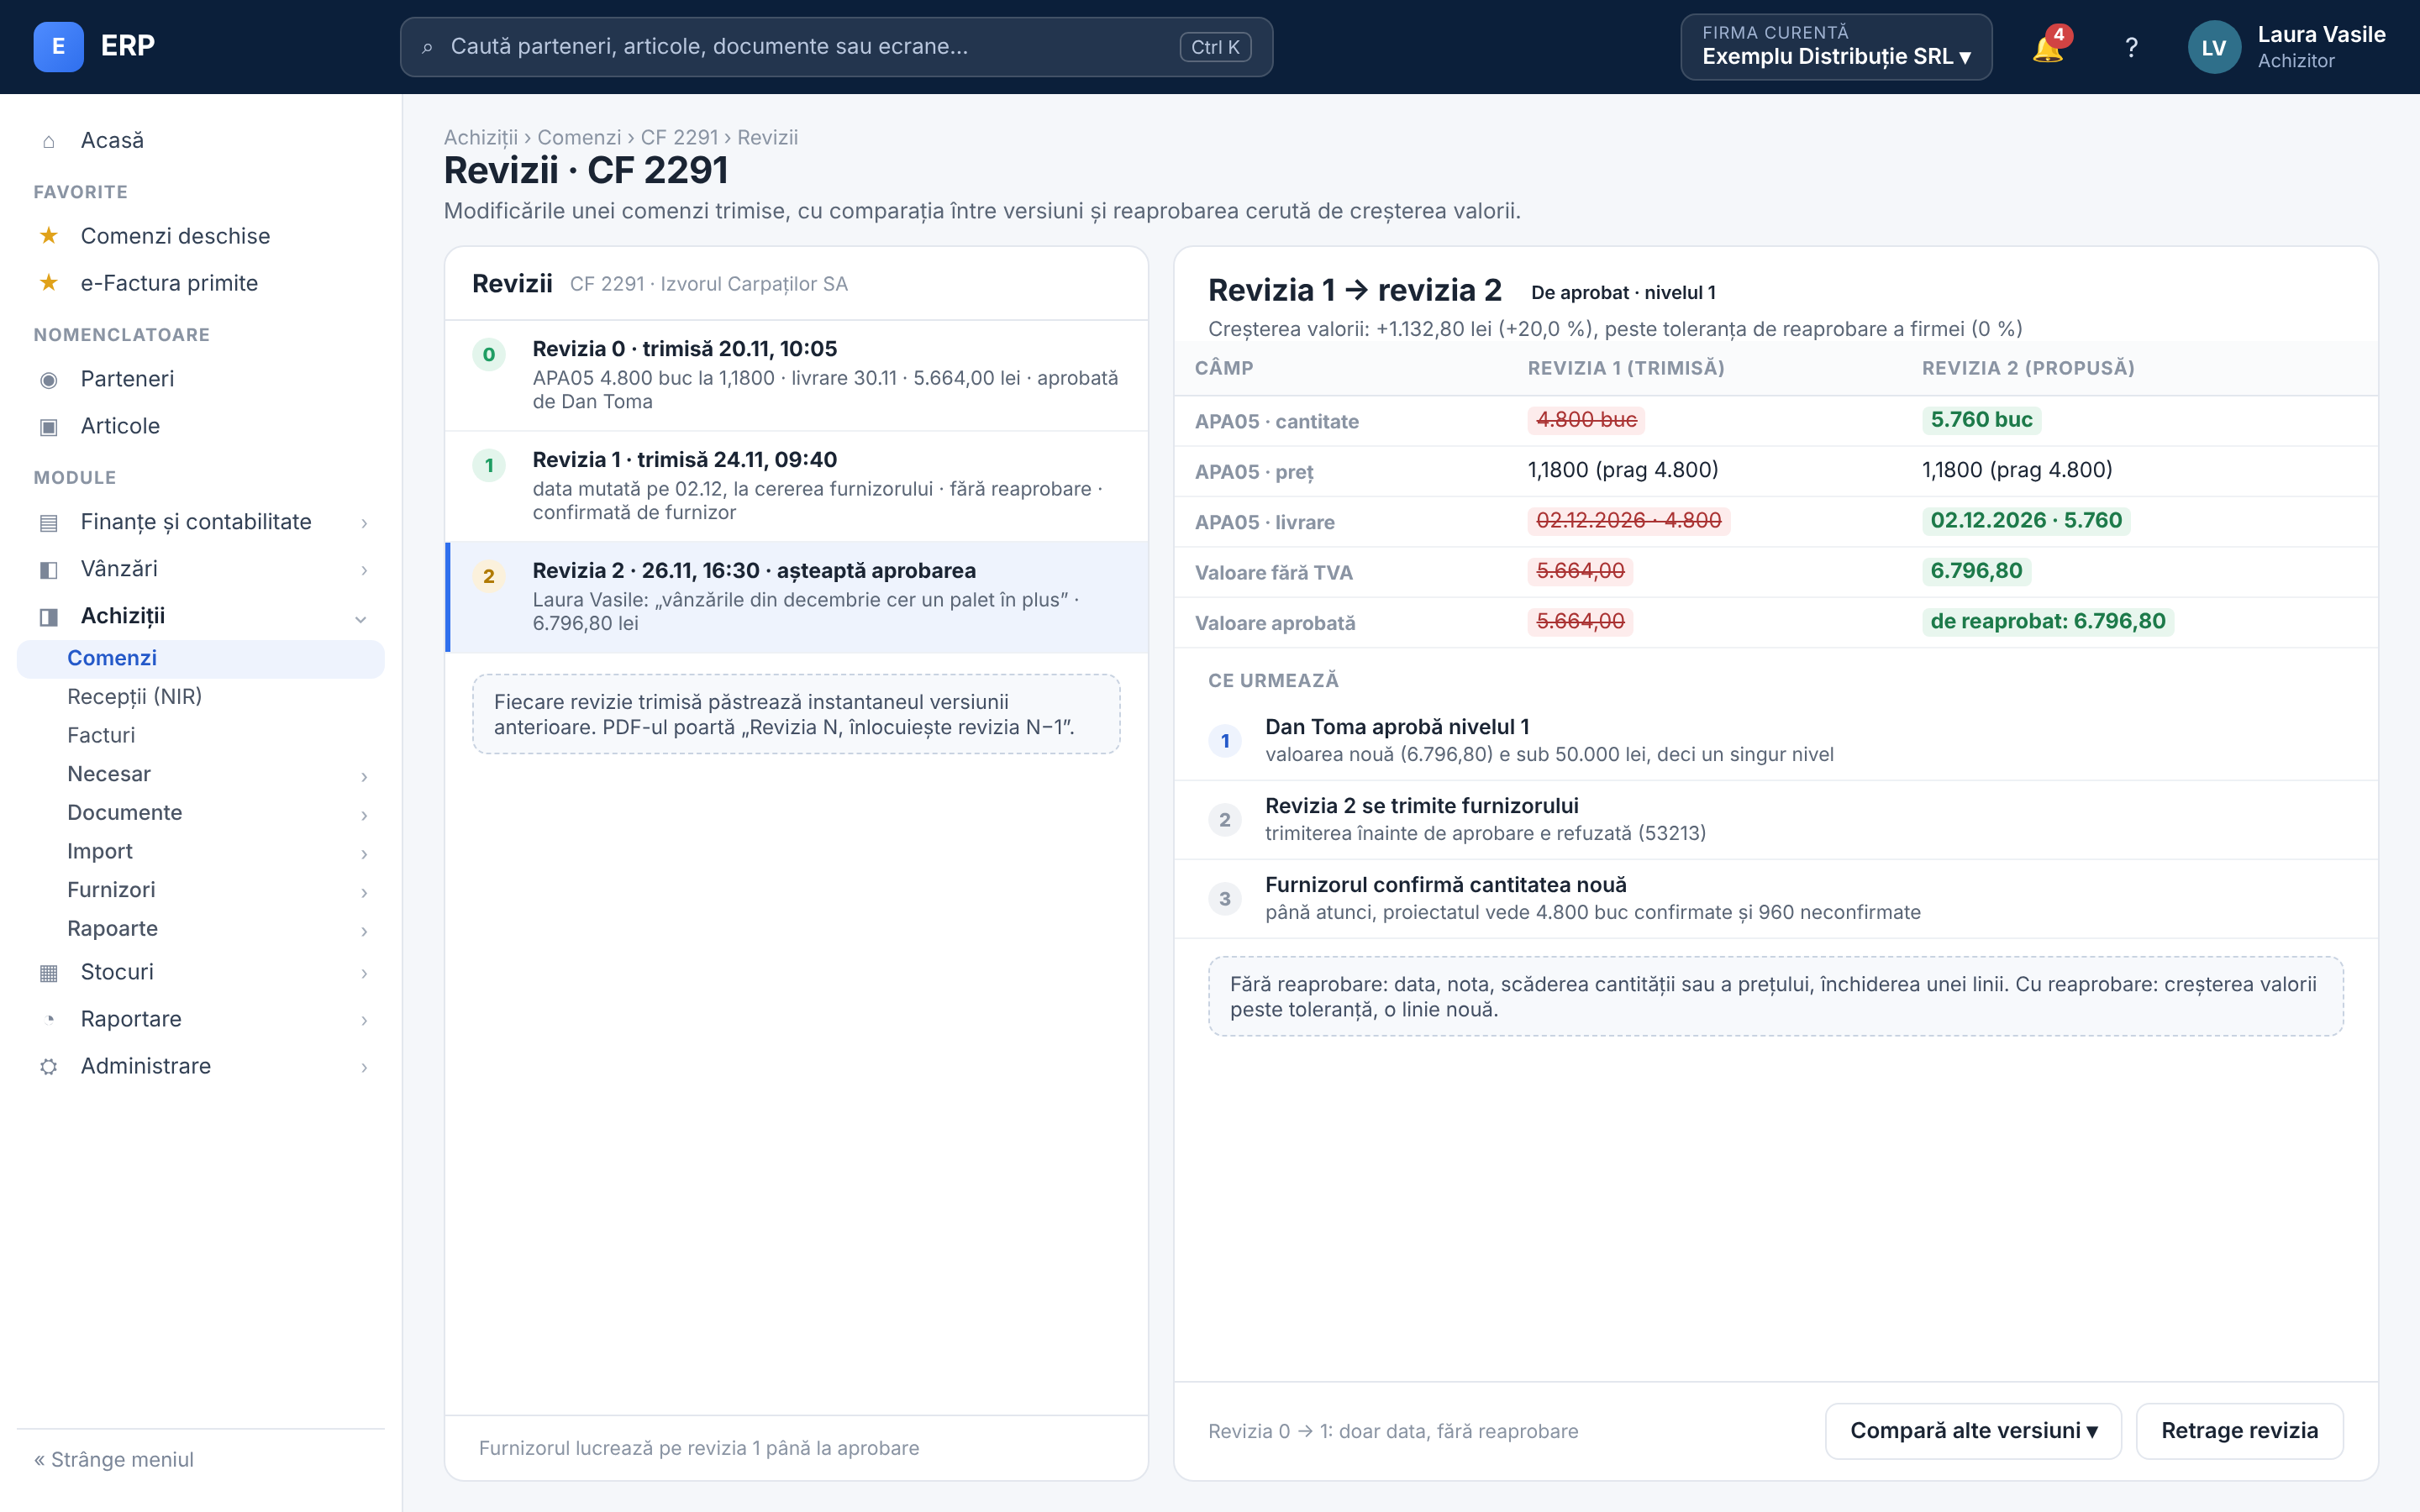 E ERP
Caută parteneri, articole, documente sau ecrane...
Ctrl K
FIRMA CURENTĂ
Exemplu Distribuție SRL ▾
4
?
LV
Laura Vasile
Achizitor
Acasă
FAVORITE
★ Comenzi deschise
★ e-Factura primite
NOMENCLATOARE
Parteneri
Articole
MODULE
Finanțe și contabilitate ›
Vânzări ›
Achiziții
Comenzi
Recepții (NIR)
Facturi
Necesar ›
Documente ›
Import ›
Furnizori ›
Rapoarte ›
Stocuri ›
Raportare ›
Administrare ›
« Strânge meniul
Achiziții › Comenzi › CF 2291 › Revizii
Revizii · CF 2291
Modificările unei comenzi trimise, cu comparația între versiuni și reaprobarea cerută de creșterea valorii.
Revizii CF 2291 · Izvorul Carpaților SA
0 Revizia 0 · trimisă 20.11, 10:05
APA05 4.800 buc la 1,1800 · livrare 30.11 · 5.664,00 lei · aprobată
de Dan Toma
1 Revizia 1 · trimisă 24.11, 09:40
data mutată pe 02.12, la cererea furnizorului · fără reaprobare ·
confirmată de furnizor
2 Revizia 2 · 26.11, 16:30 · așteaptă aprobarea
Laura Vasile: „vânzările din decembrie cer un palet în plus” ·
6.796,80 lei
Fiecare revizie trimisă păstrează instantaneul versiunii
anterioare. PDF-ul poartă „Revizia N, înlocuiește revizia N−1”.
Furnizorul lucrează pe revizia 1 până la aprobare
Revizia 1 → revizia 2 De aprobat · nivelul 1
Creșterea valorii: +1.132,80 lei (+20,0 %), peste toleranța de reaprobare a firmei (0 %)
CÂMP REVIZIA 1 (TRIMISĂ) REVIZIA 2 (PROPUSĂ)
APA05 · cantitate 4.800 buc 5.760 buc
APA05 · preț 1,1800 (prag 4.800) 1,1800 (prag 4.800)
APA05 · livrare 02.12.2026 · 4.800 02.12.2026 · 5.760
Valoare fără TVA 5.664,00 6.796,80
Valoare aprobată 5.664,00 de reaprobat: 6.796,80
CE URMEAZĂ
1 Dan Toma aprobă nivelul 1
valoarea nouă (6.796,80) e sub 50.000 lei, deci un singur nivel
2 Revizia 2 se trimite furnizorului
trimiterea înainte de aprobare e refuzată (53213)
3 Furnizorul confirmă cantitatea nouă
până atunci, proiectatul vede 4.800 buc confirmate și 960 neconfirmate
Fără reaprobare: data, nota, scăderea cantității sau a prețului, închiderea unei linii. Cu reaprobare: creșterea valorii
peste toleranță, o linie nouă.
Revizia 0 → 1: doar data, fără reaprobare
Compară alte versiuni ▾
Retrage revizia